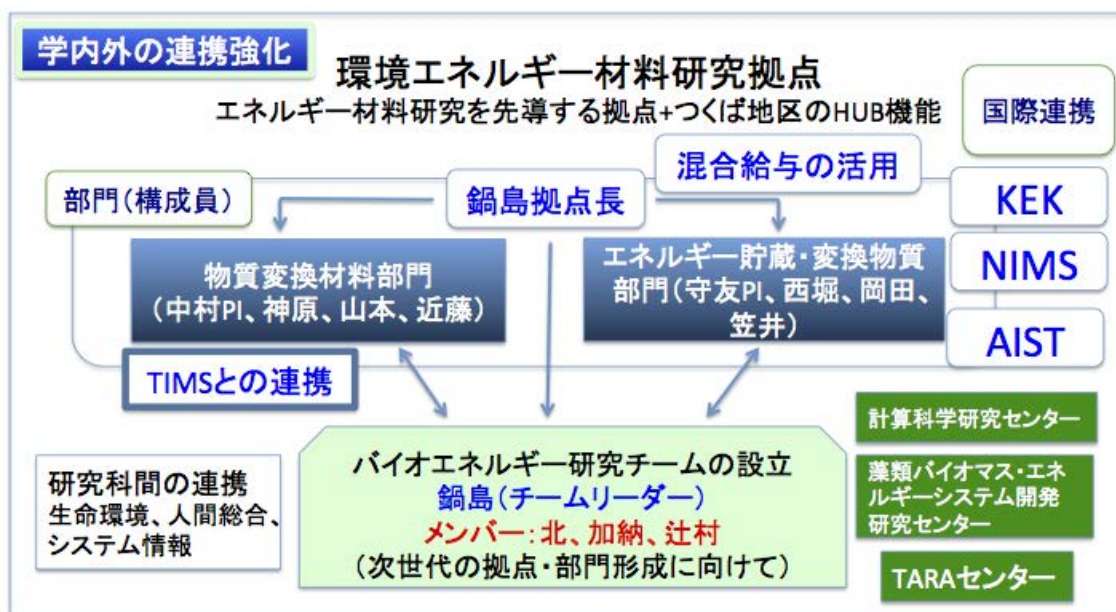 学内外の連携強化
環境エネルギー材料研究拠点
エネルギー材料研究を先導する拠点+つくば地区のHUB機能
国際連携
混合給与の活用
部門(構成員)
鍋島拠点長
KEK
物質変換材料部門
(中村PI、神原、山本、近藤)
エネルギー貯蔵・変換物質
部門(守友PI、西堀、岡田、
笠井)
NIMS
AIST
TIMSとの連携
計算科学研究センター
バイオエネルギー研究チームの設立
鍋島(チームリーダー)
メンバー:北、加納、辻村
(次世代の拠点・部門形成に向けて)
研究科間の連携
生命環境、人間総合、
システム情報
藻類バイオマス・エネ
ルギーシステム開発
研究センター
TARAセンター